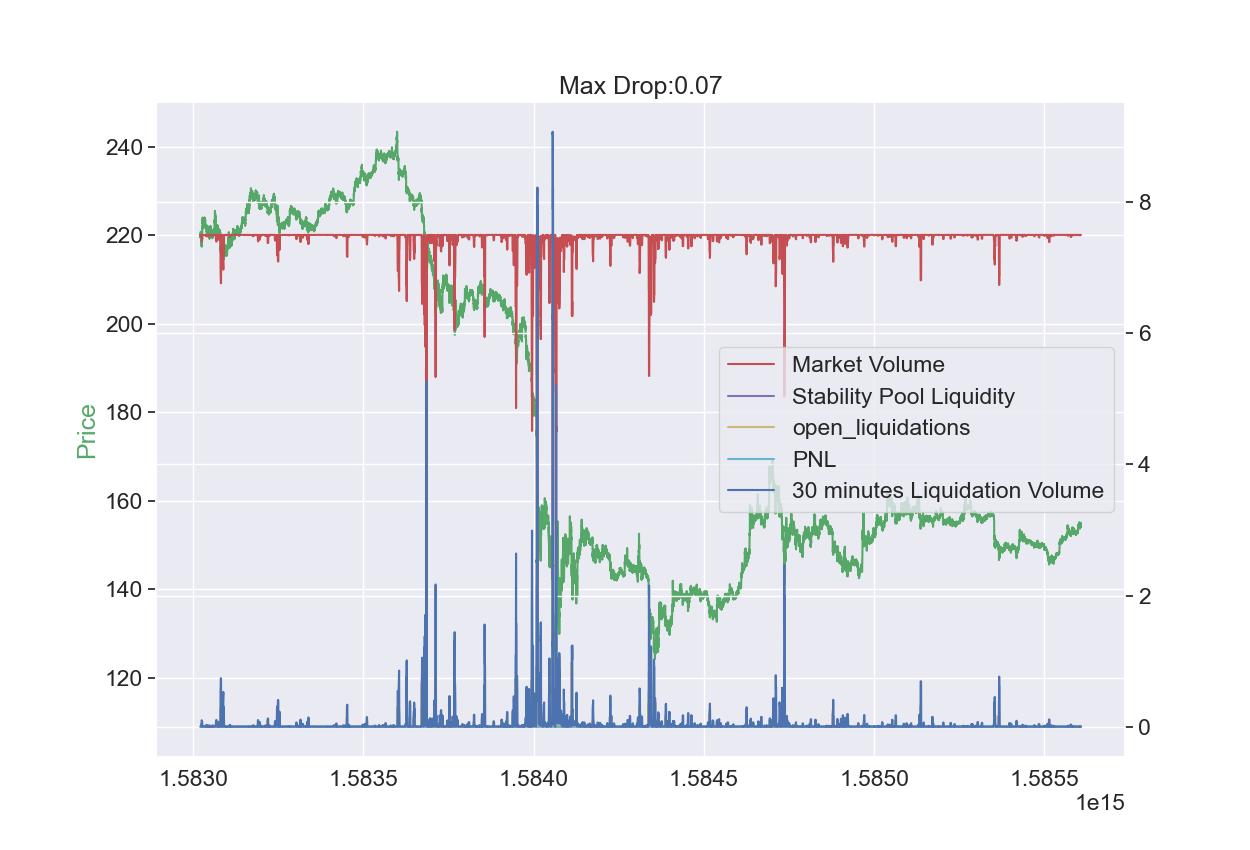 Max Drop:0.07
240
220
200
180
160
140
120
Price
8
6
4
2
0
Market Volume
Stability Pool Liquidity
open_liquidations
PNL
30 minutes Liquidation Volume
1.5830 1.5835 1.5840 1.5845 1.5850 1.5855
1e15